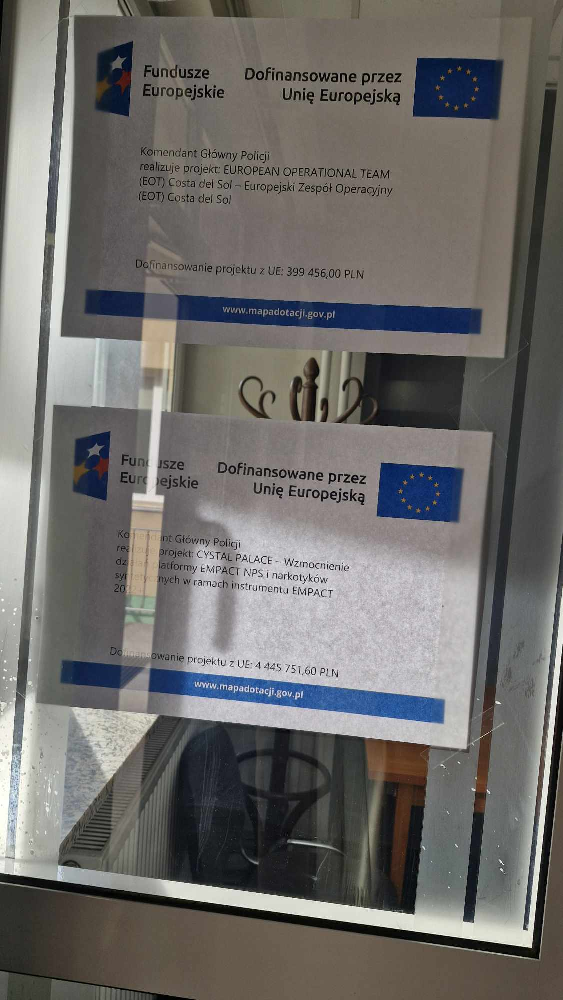 Fundusze
Europejskie
Dofinansowane przez
Unię Europejską
Komendant Główny Policji
realizuje projekt: EUROPEAN OPERATIONAL TEAM
(EOT) Costa del Sol – Europejski Zespół Operacyjny
(EOT) Costa del Sol
Dofinansowanie projektu z UE: 399 456,00 PLN
www.mapadotacji.gov.pl
Fundusze
Europejskie
Dofinansowane przez
Unię Europejską
Komendant Główny Policji
realizuje projekt: CYSTAL PALACE – Wzmocnienie
działań platformy EMPACT NPS i narkotyków
syntetycznych w ramach instrumentu EMPACT
2022+
Dofinansowanie projektu z UE: 4 445 751,60 PLN
www.mapadotacji.gov.pl